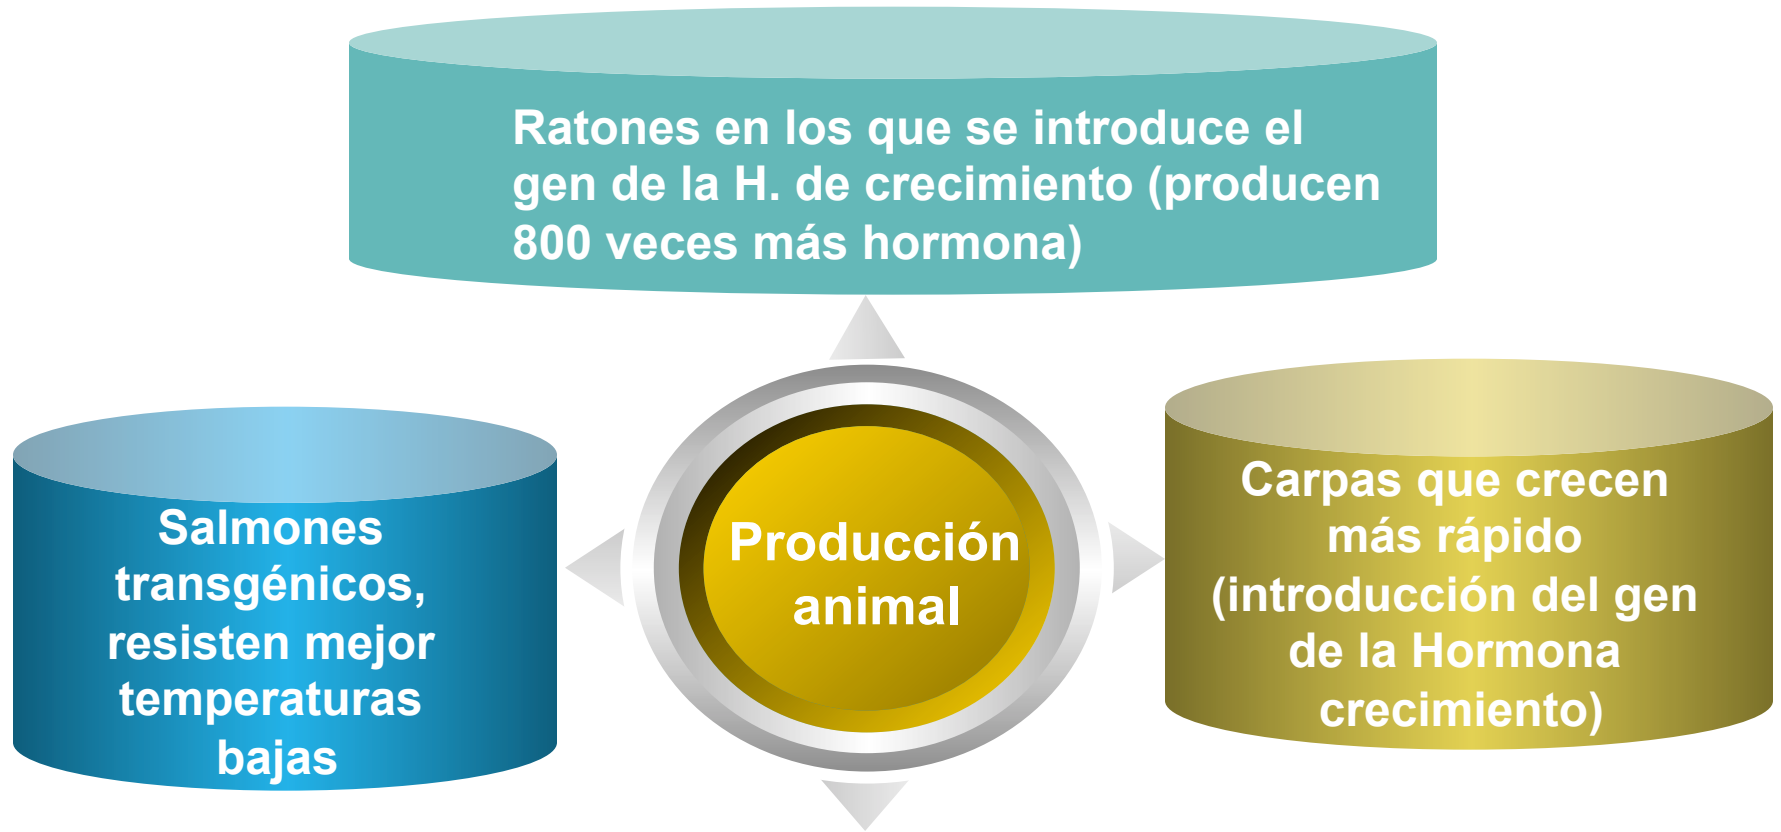 Ratones en los que se introduce el
gen de la H. de crecimiento (producen
800 veces más hormona)
Salmones
transgénicos,
resisten mejor
temperaturas
bajas
Producción
animal
Carpas que crecen
más rápido
(introducción del gen
de la Hormona
crecimiento)